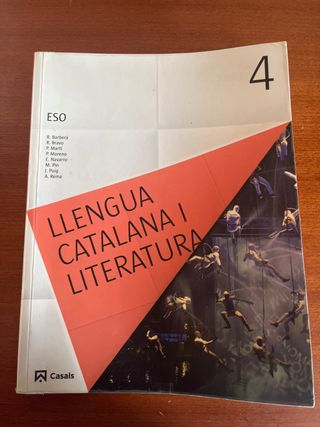 4
ESO
R. Barberà
R. Bravo
P. Martí
P. Moreno
E. Navarro
M. Pin
J. Puig
A. Reina
LLENGUA
CATALANA I
LITERATURA
Casals